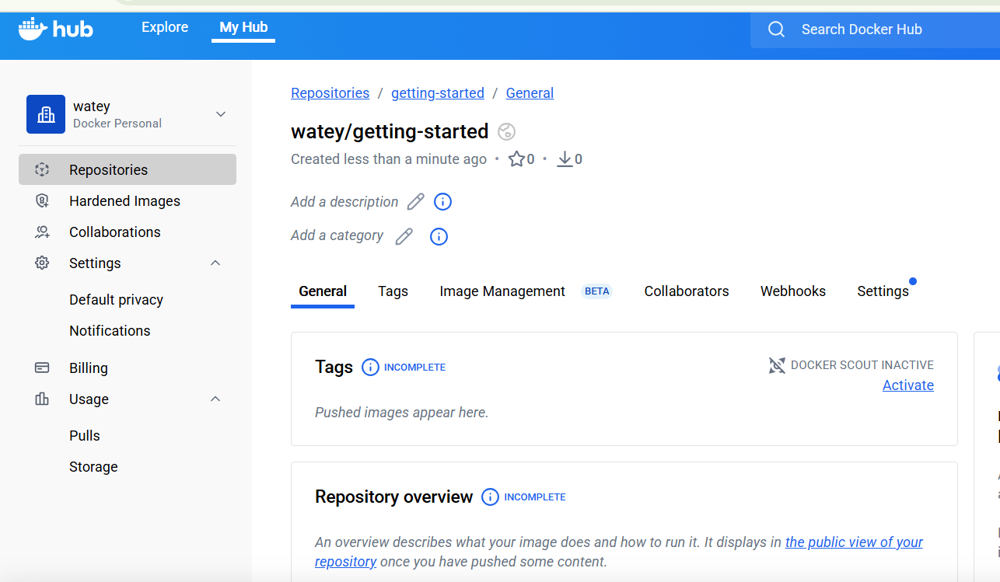 hub
Explore
My Hub
Search Docker Hub
watey
Docker Personal
Repositories
Hardened Images
Collaborations
Settings
Default privacy
Notifications
Billing
Usage
Pulls
Storage
Repositories / getting-started / General
watey/getting-started
Created less than a minute ago • 0 • 0
Add a description
Add a category
General
Tags
Image Management BETA
Collaborators
Webhooks
Settings
Tags INCOMPLETE
DOCKER SCOUT INACTIVE
Activate
Pushed images appear here.
Repository overview INCOMPLETE
An overview describes what your image does and how to run it. It displays in the public view of your
repository once you have pushed some content.